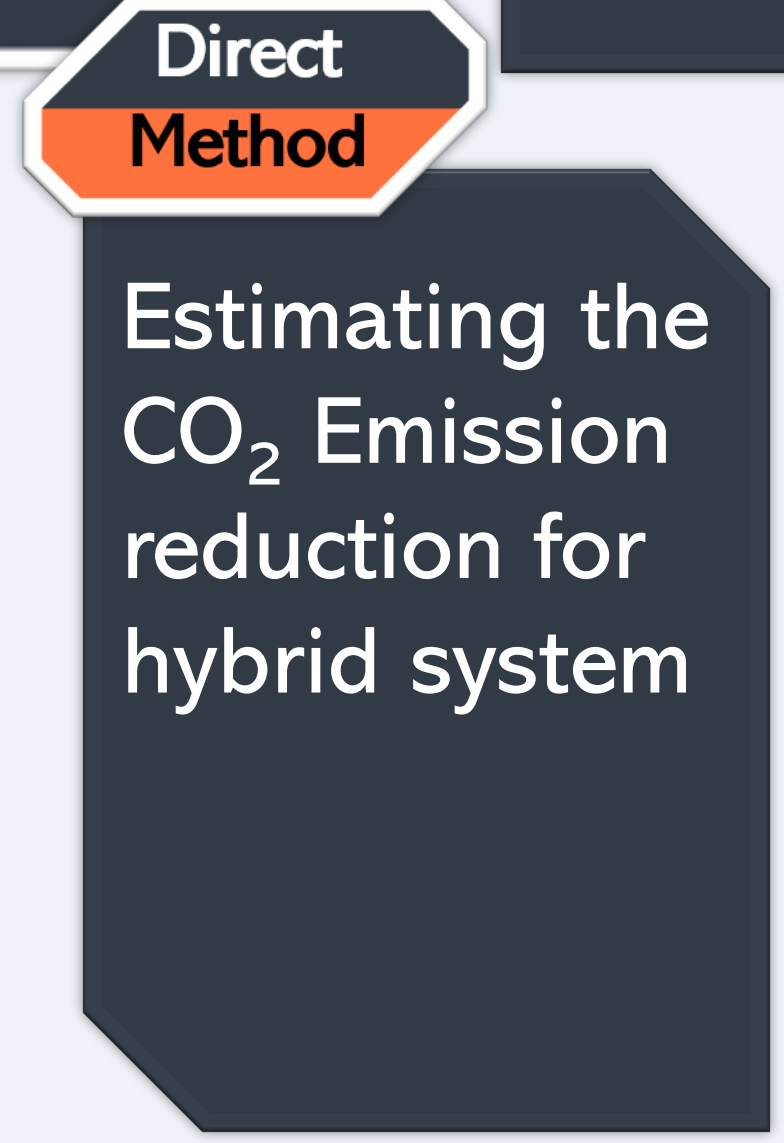 Direct
Method
Estimating the
CO₂ Emission
reduction for
hybrid system